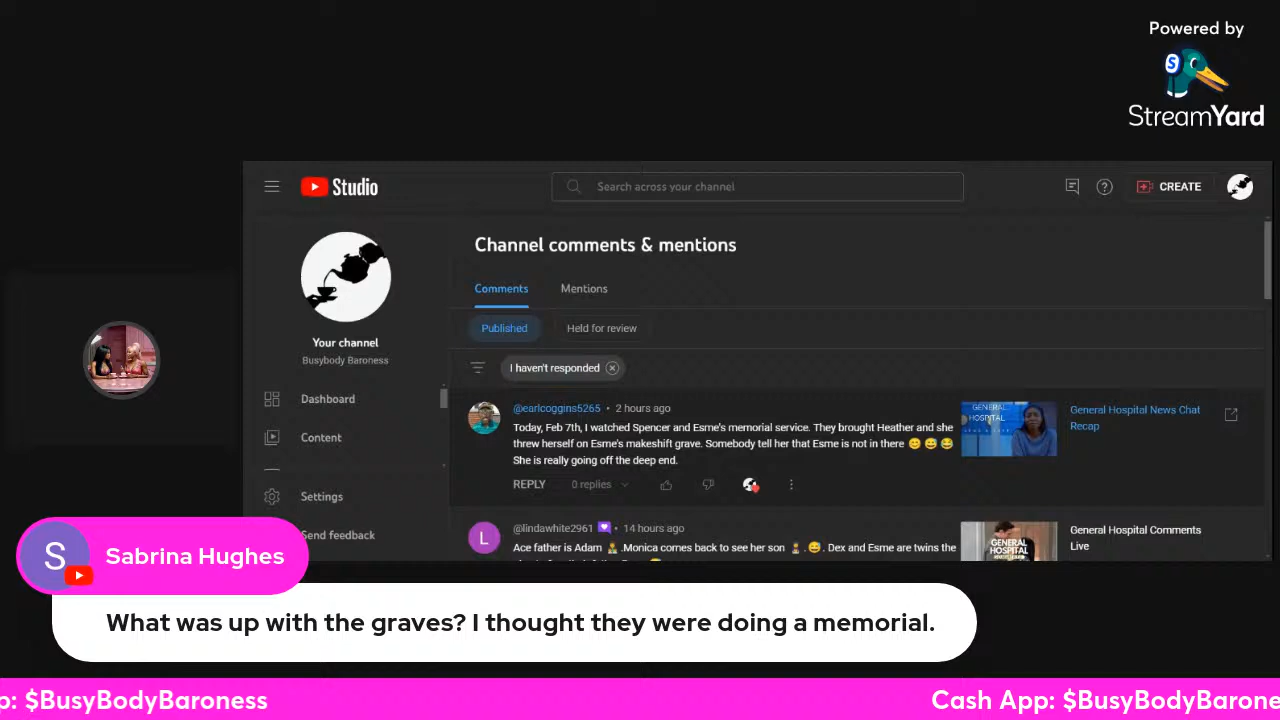 Powered by
StreamYard
Studio
Search across your channel
CREATE
Your channel
Busybody Baroness
Dashboard
Content
Settings
Send feedback
Channel comments & mentions
Comments
Mentions
Published
Held for review
I haven't responded
@earlcoggins5265 • 2 hours ago
Today, Feb 7th, I watched Spencer and Esme's memorial service. They brought Heather and she
threw herself on Esme's makeshift grave. Somebody tell her that Esme is not in there 😊 😅 😂
She is really going off the deep end.
REPLY
0 replies
GENERAL
HOSPITAL
General Hospital News Chat
Recap
L
@lindawhite2961 • 14 hours ago
Ace father is Adam .Monica comes back to see her son . 😅. Dex and Esme are twins the
GENERAL
HOSPITAL
General Hospital Comments
Live
S
Sabrina Hughes
What was up with the graves? I thought they were doing a memorial.
p: $BusyBodyBaroness
Cash App: $BusyBodyBarone